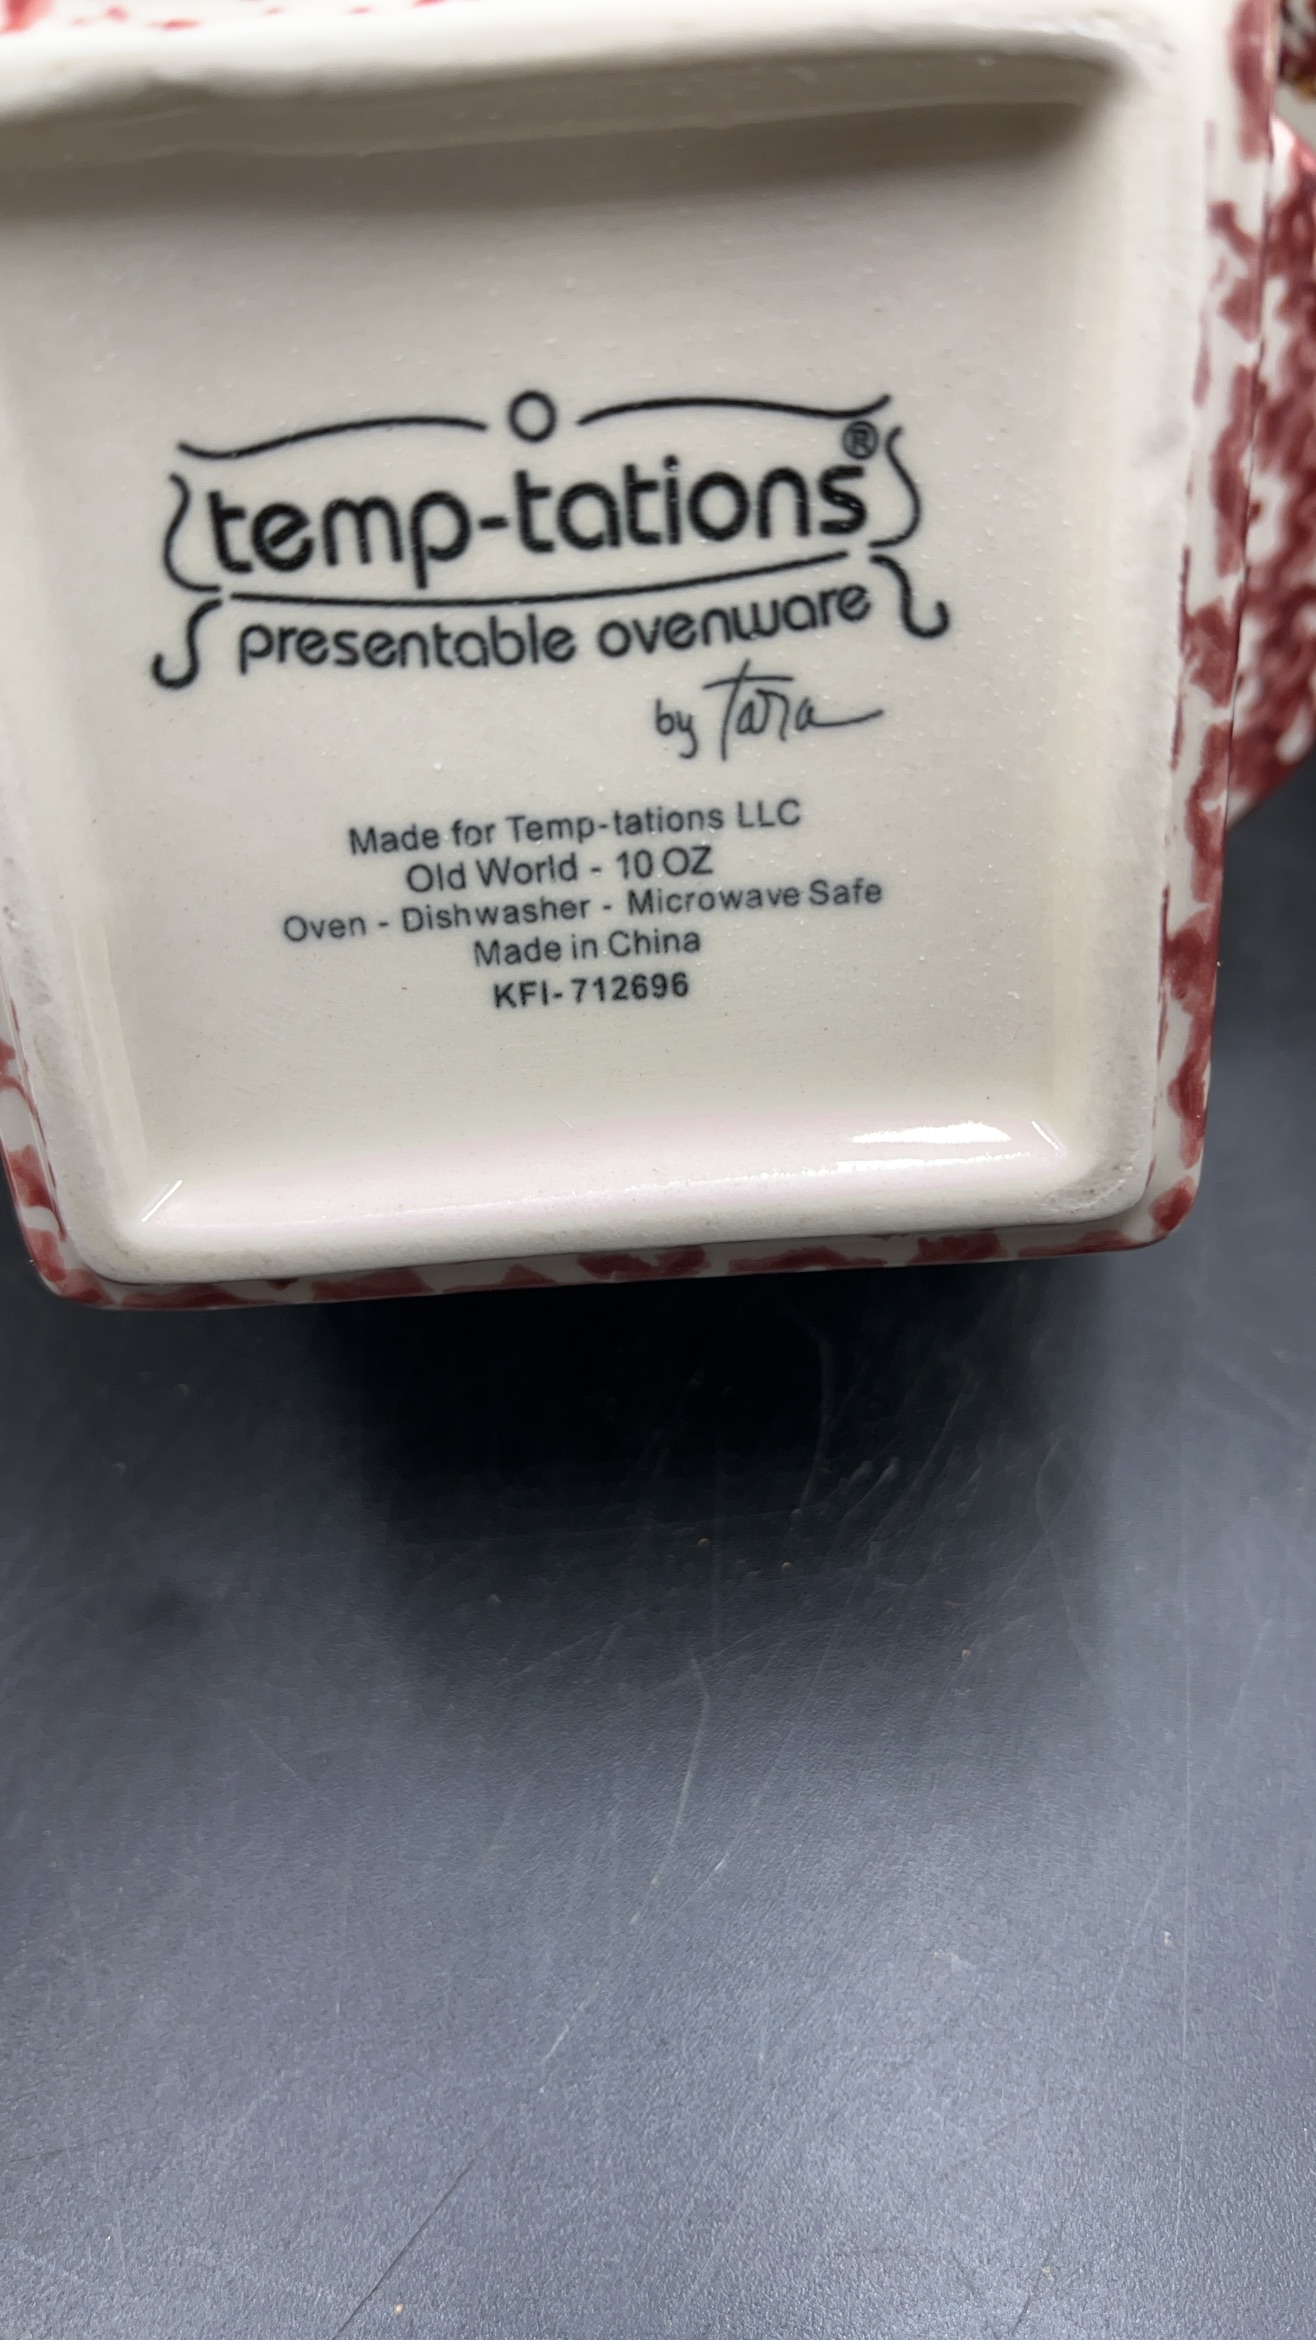 temp-tations®
presentable ovenware
by Tara
Made for Temp-tations LLC
Old World - 10 OZ
Oven - Dishwasher - Microwave Safe
Made in China
KFI-712696